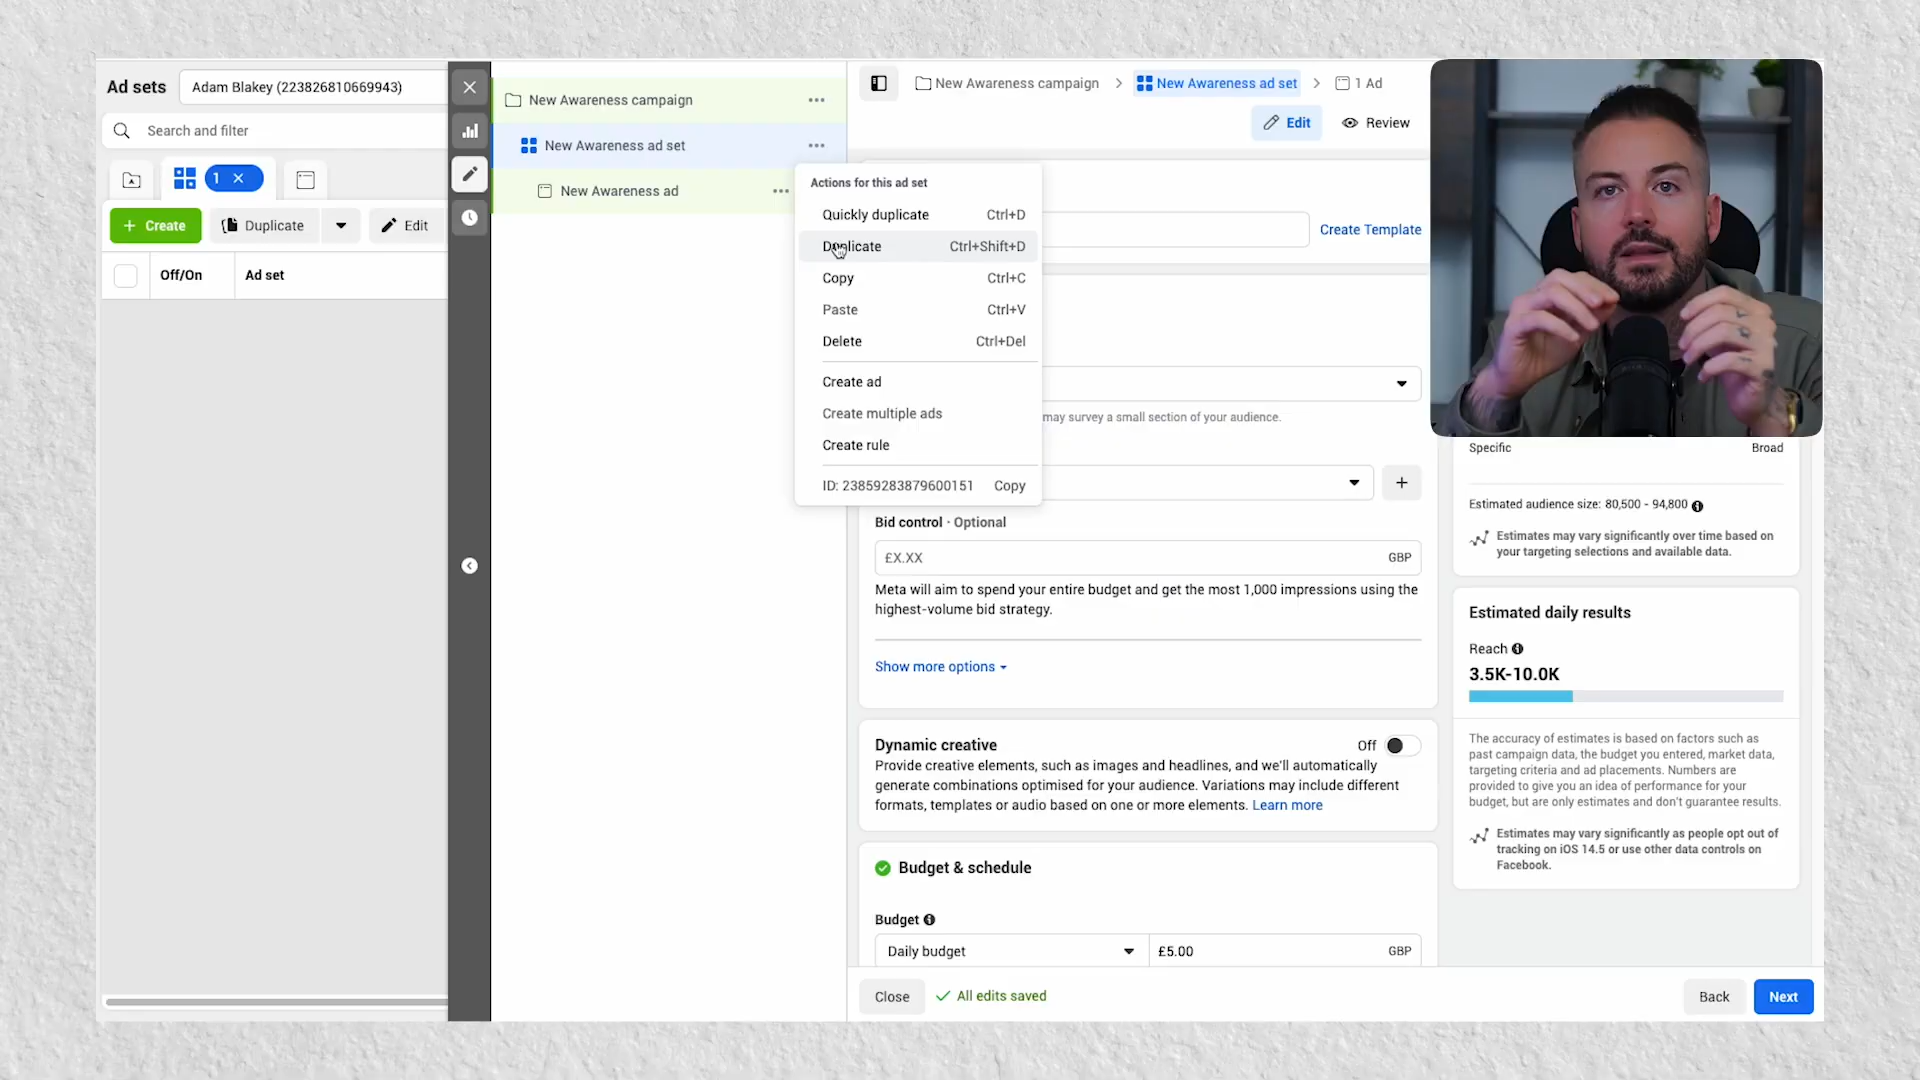 Ad sets
Adam Blakey (223826810669943)
Search and filter
1
Create
Duplicate
Edit
Off/On
Ad set
New Awareness campaign
New Awareness ad set
New Awareness ad
Actions for this ad set
Quickly duplicate Ctrl+D
Duplicate Ctrl+Shift+D
Copy Ctrl+C
Paste Ctrl+V
Delete Ctrl+Del
Create ad
Create multiple ads
Create rule
ID: 23859283879600151 Copy
New Awareness campaign
New Awareness ad set
1 Ad
Edit
Review
Create Template
may survey a small section of your audience.
Bid control · Optional
£X.XX GBP
Meta will aim to spend your entire budget and get the most 1,000 impressions using the
highest-volume bid strategy.
Show more options
Dynamic creative Off
Provide creative elements, such as images and headlines, and we'll automatically
generate combinations optimised for your audience. Variations may include different
formats, templates or audio based on one or more elements. Learn more
Budget & schedule
Budget
Daily budget £5.00 GBP
Close
All edits saved
Back
Next
Specific Broad
Estimated audience size: 80,500 - 94,800
Estimates may vary significantly over time based on
your targeting selections and available data.
Estimated daily results
Reach
3.5K-10.0K
The accuracy of estimates is based on factors such as
past campaign data, the budget you entered, market data,
targeting criteria and ad placements. Numbers are
provided to give you an idea of performance for your
budget, but are only estimates and don't guarantee results.
Estimates may vary significantly as people opt out of
tracking on iOS 14.5 or use other data controls on
Facebook.